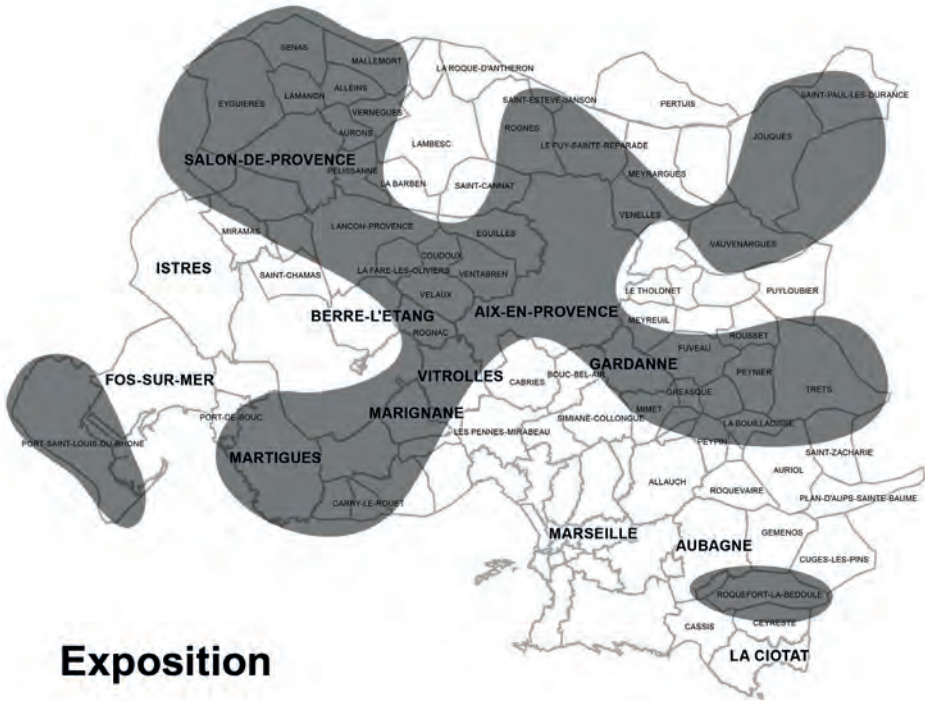 SENAS
MALLEMORT
LA ROQUE-D'ANTHERON
EYGUIERES
LAMANON
ALLEINS
VERNEGUES
SAINT-ESTEVE-JANSON
PERTUIS
SAINT-PAUL-LES-DURANCE
AURONS
LAMBESC
ROGNES
LE PUY-SAINTE-REPARADE
JOUQUES
SALON-DE-PROVENCE
PELISSANNE
LA BARBEN
SAINT-CANNAT
MEYRARGUES
MIRAMAS
LANCON-PROVENCE
EGUILLES
VENELLES
VAUVENARGUES
ISTRES
SAINT-CHAMAS
COUDOUX
LA FARE-LES-OLIVIERS
VENTABREN
VELAUX
LE THOLONET
PUYLOUBIER
BERRE-L'ETANG
AIX-EN-PROVENCE
MEYREUIL
ROGNAC
ROUSSET
FUVEAU
FOS-SUR-MER
VITROLLES
CABRIES
BOUC-BEL-AIR
GARDANNE
PEYNIER
TRETS
PORT-DE-BOUC
MARIGNANE
GREASQUE
MIMET
SIMIANE-COLLONGUE
LES PENNES-MIRABEAU
LA BOUILLADISSE
PORT-SAINT-LOUIS-DU-RHONE
PEYPIN
SAINT-ZACHARIE
MARTIGUES
AURIOL
ALLAUCH
ROQUEVAIRE
PLAN-D'AUPS-SAINTE-BAUME
CARRY-LE-ROUET
MARSEILLE
AUBAGNE
GEMENOS
CUGES-LES-PINS
ROQUEFORT-LA-BEDOULE
CASSIS
CEYRESTE
LA CIOTAT
Exposition